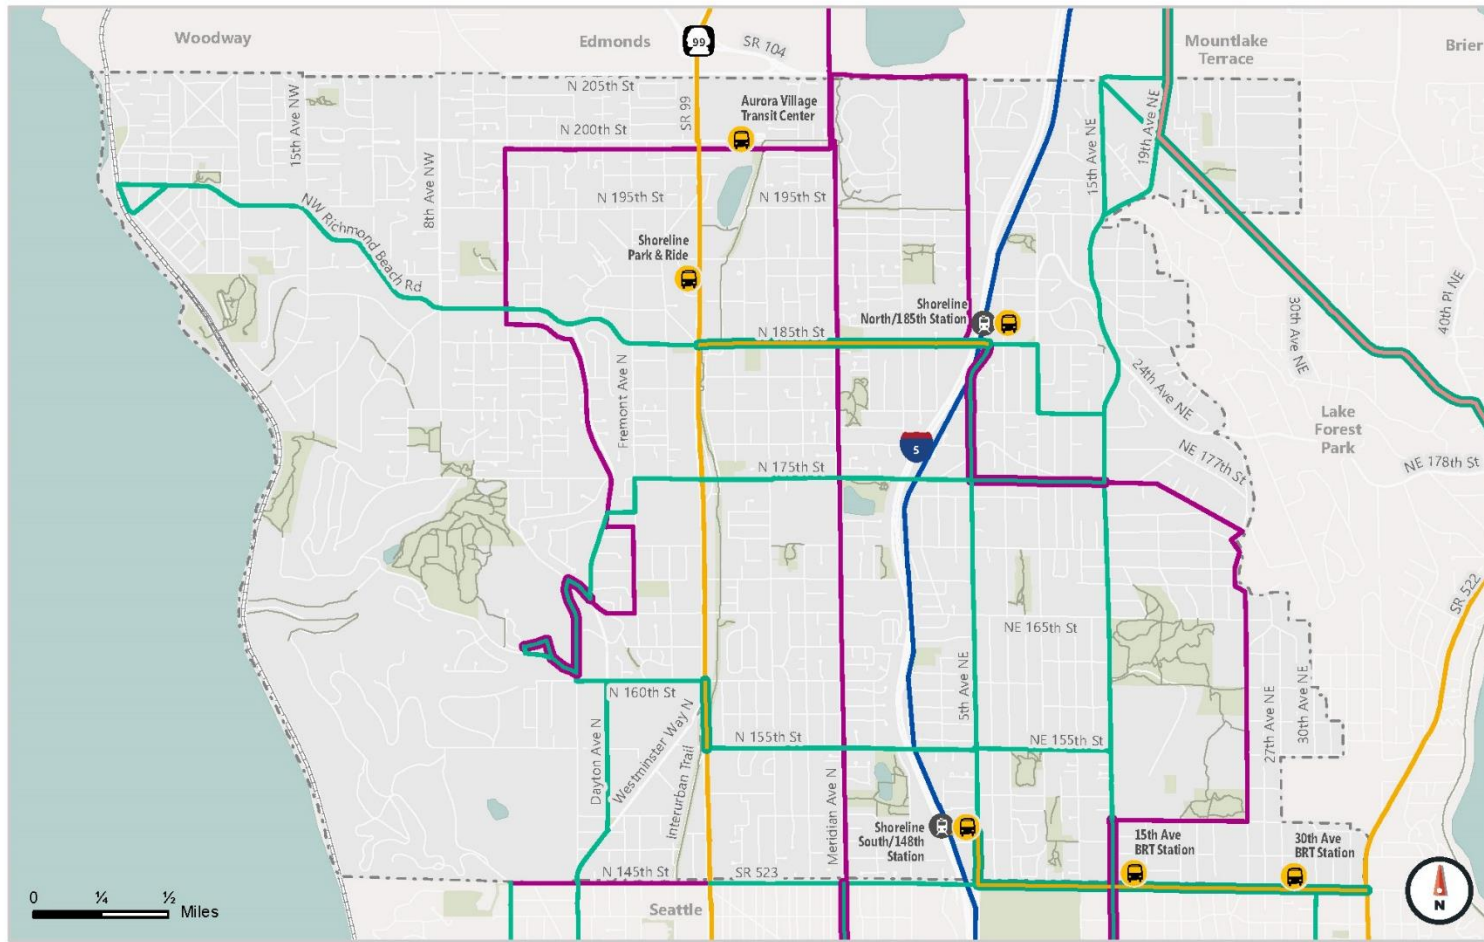 Woodway
Edmonds
99
SR 104
Mountlake
Terrace
Brier
N 205th St
15th Ave NW
SR 99
Aurora Village
Transit Center
N 200th St
15th Ave NE
19th Ave NE
8th Ave NW
N 195th St
N 195th St
NW Richmond Beach Rd
Shoreline
Park & Ride
Shoreline
North/185th Station
30th Ave NE
40th Pl NE
N 185th St
Fremont Ave N
24th Ave NE
Lake
Forest
Park
5
N 175th St
NE 177th St
NE 178th St
SR 522
NE 165th St
5th Ave NE
N 160th St
Dayton Ave N
Westminster Way N
Interurban Trail
N 155th St
NE 155th St
27th Ave NE
30th Ave NE
Meridian Ave N
Shoreline
South/148th
Station
15th Ave
BRT Station
30th Ave
BRT Station
N 145th St
SR 523
Seattle
0 ¼ ½ Miles
N